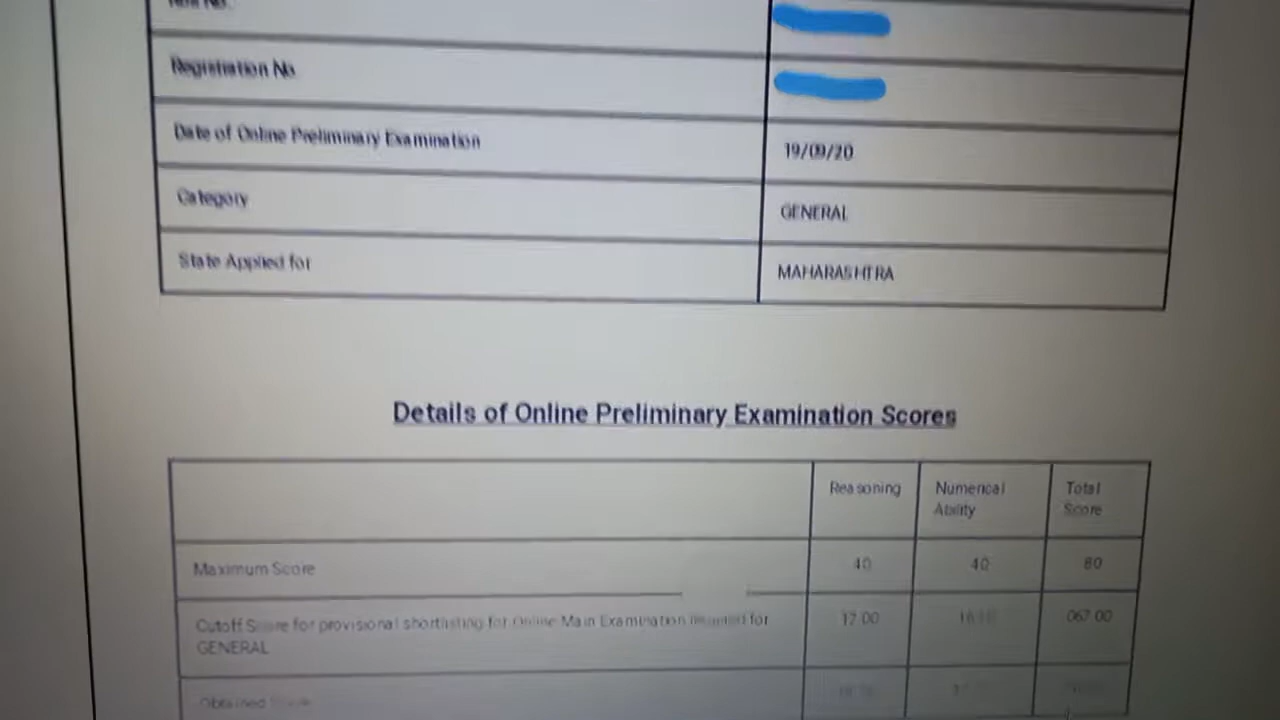 Registration No
Date of Online Preliminary Examination
19/09/20
Category
GENERAL
State Applied for
MAHARASHTRA
Details of Online Preliminary Examination Scores
Reasoning
Numerical
Ability
Total
Score
Maximum Score
40
40
80
Cutoff Score for provisional shortlisting for Online Main Examination for
GENERAL
17.00
067.00
Obtained